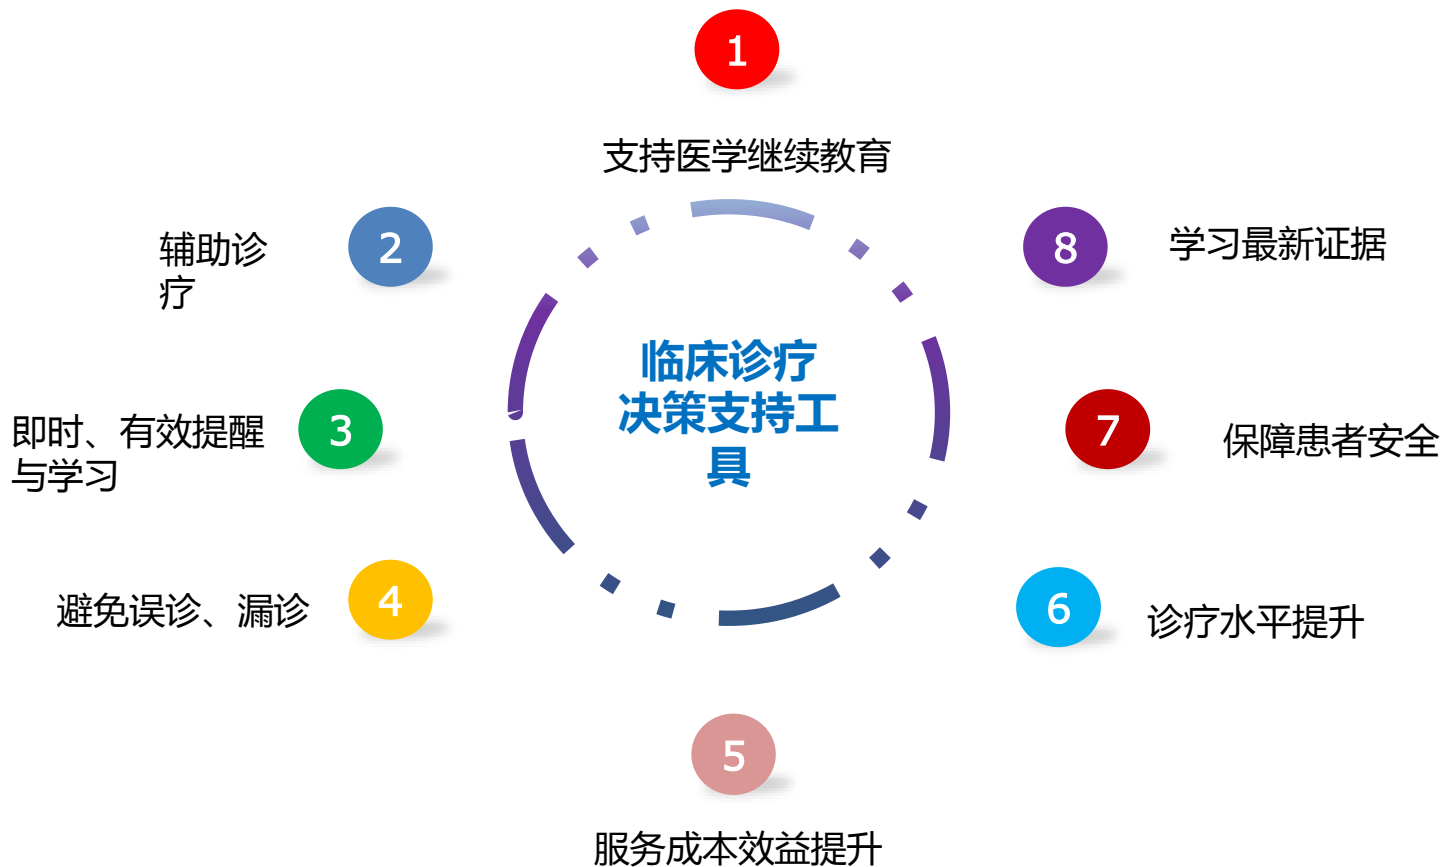 1
支持医学继续教育
2
辅助诊
疗
8
学习最新证据
临床诊疗
决策支持工
具
3
即时、有效提醒
与学习
7
保障患者安全
4
避免误诊、漏诊
6
诊疗水平提升
5
服务成本效益提升